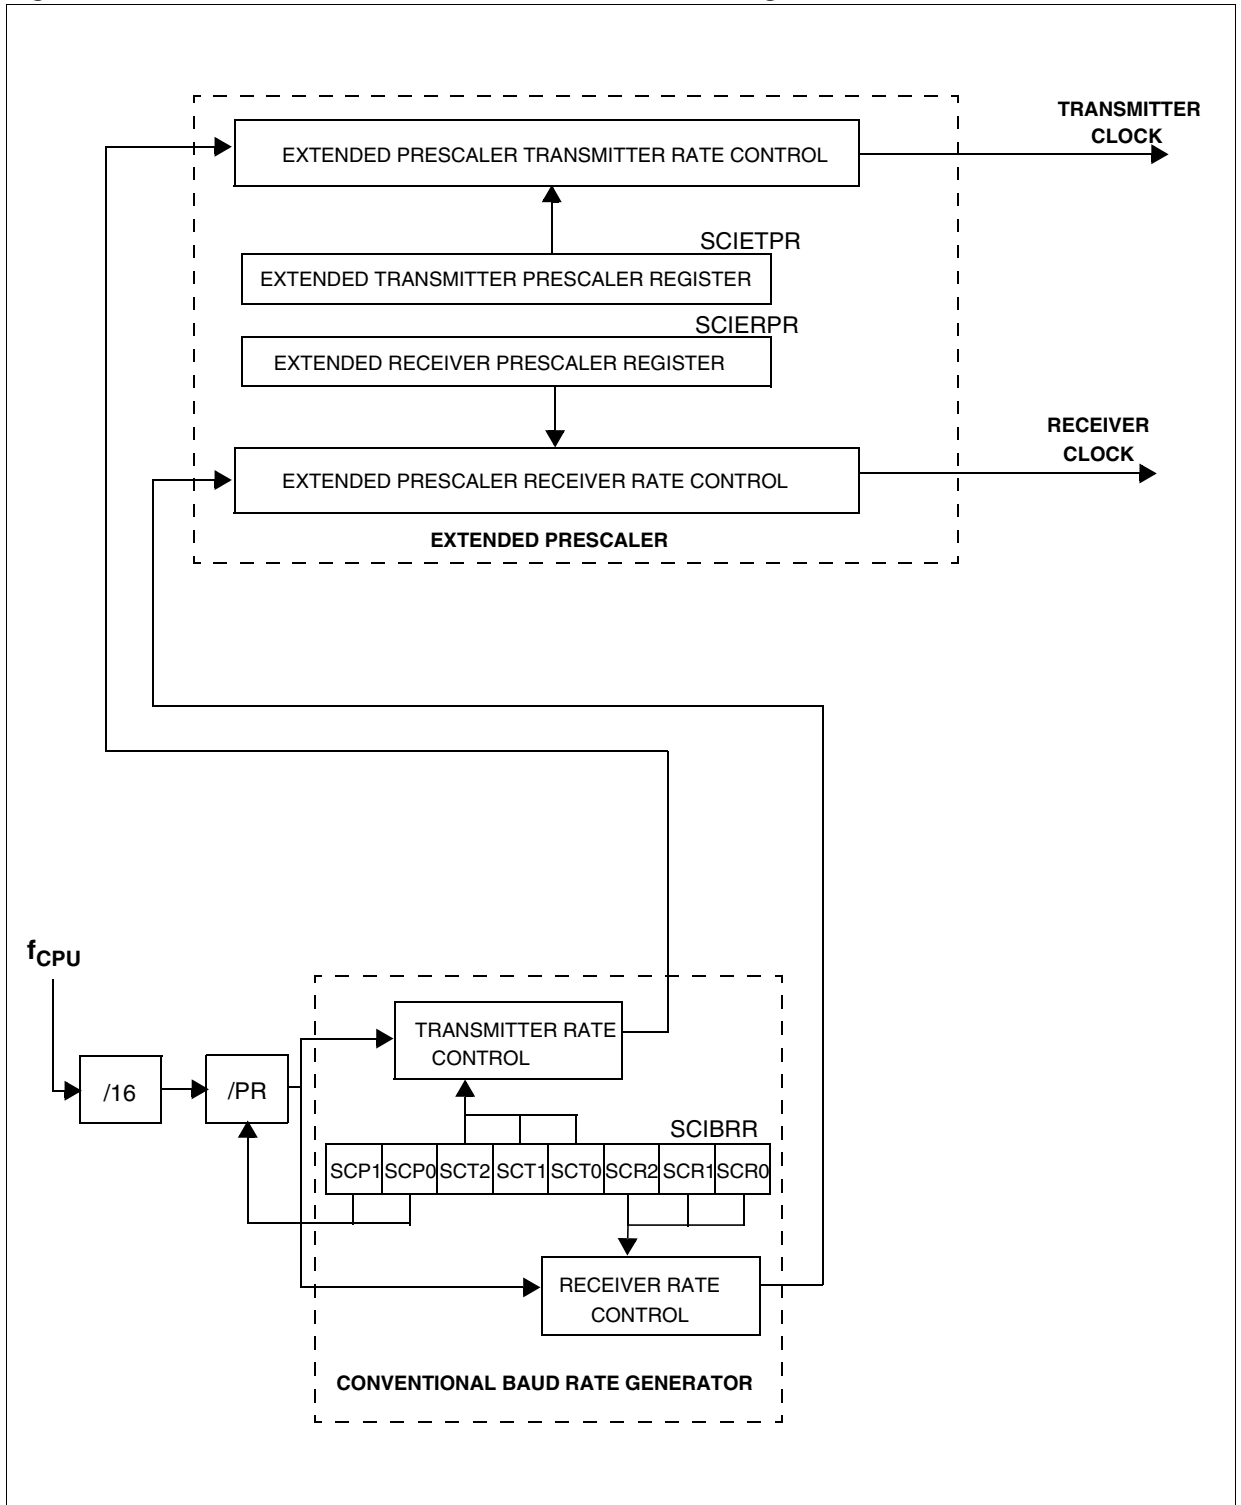 TRANSMITTER
CLOCK
EXTENDED PRESCALER TRANSMITTER RATE CONTROL
SCIETPR
EXTENDED TRANSMITTER PRESCALER REGISTER
SCIERPR
EXTENDED RECEIVER PRESCALER REGISTER
RECEIVER
CLOCK
EXTENDED PRESCALER RECEIVER RATE CONTROL
EXTENDED PRESCALER
fCPU
TRANSMITTER RATE
CONTROL
/16
/PR
SCIBRR
SCP1 SCP0 SCT2 SCT1 SCT0 SCR2 SCR1 SCR0
RECEIVER RATE
CONTROL
CONVENTIONAL BAUD RATE GENERATOR